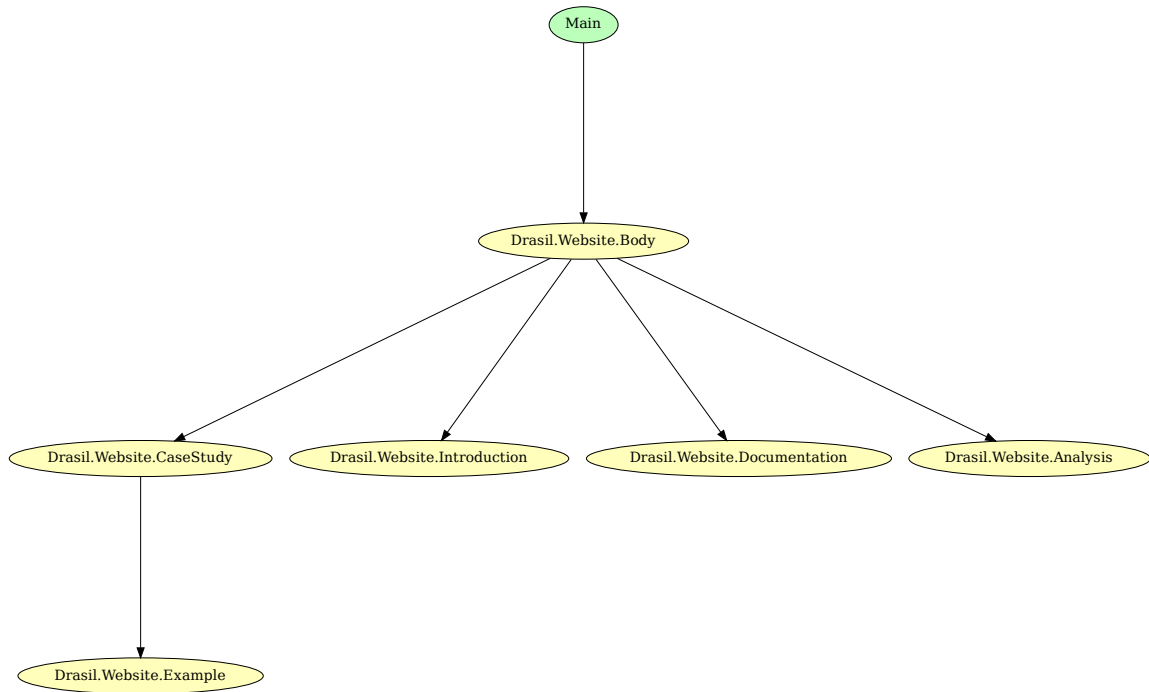 Main
Drasil.Website.Body
Drasil.Website.CaseStudy
Drasil.Website.Introduction
Drasil.Website.Documentation
Drasil.Website.Analysis
Drasil.Website.Example